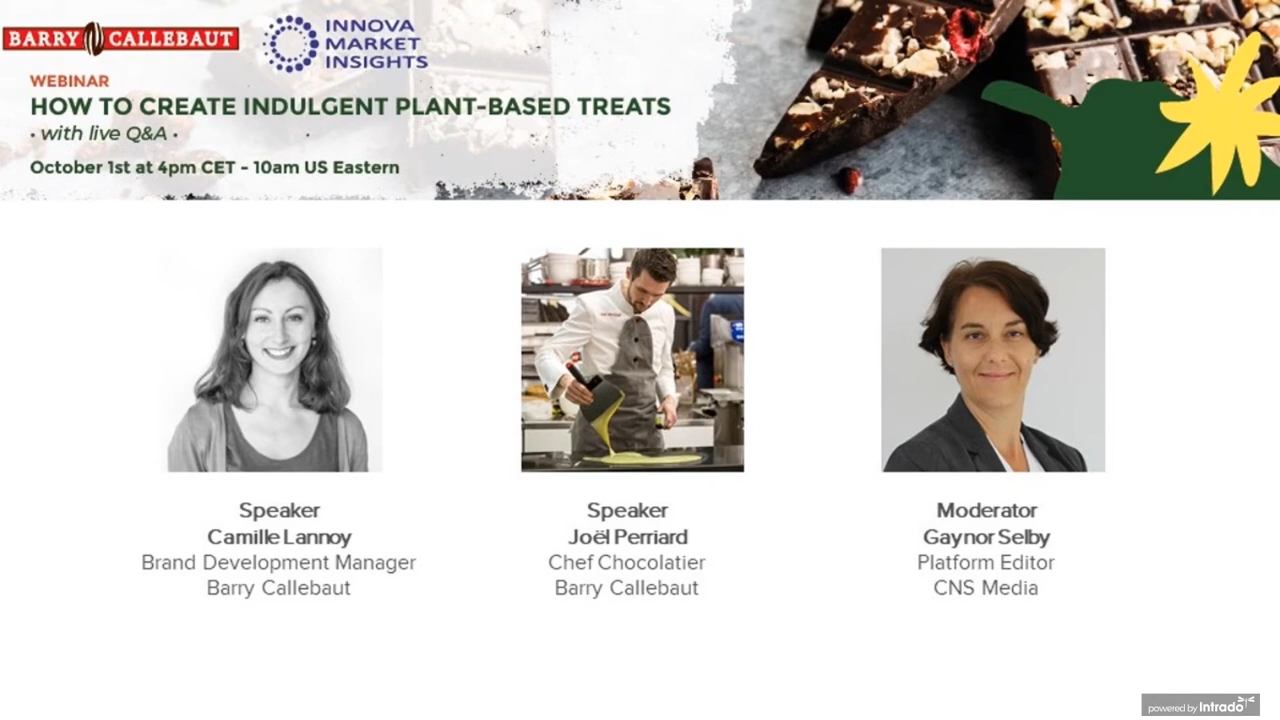 BARRY CALLEBAUT
INNOVA
MARKET
INSIGHTS
WEBINAR
HOW TO CREATE INDULGENT PLANT-BASED TREATS
• with live Q&A •
October 1st at 4pm CET - 10am US Eastern
Speaker
Camille Lannoy
Brand Development Manager
Barry Callebaut
Speaker
Joël Perriard
Chef Chocolatier
Barry Callebaut
Moderator
Gaynor Selby
Platform Editor
CNS Media
powered by Intrado